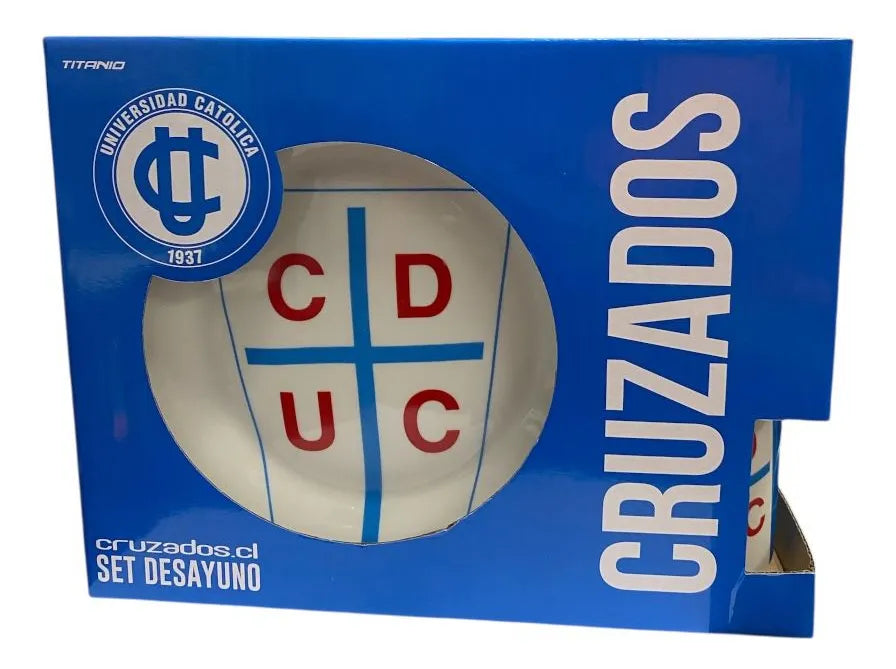 TITANIO
UNIVERSIDAD CATOLICA
UC
1937
C D
U C
cruzados.cl
SET DESAYUNO
CRUZADOS
C